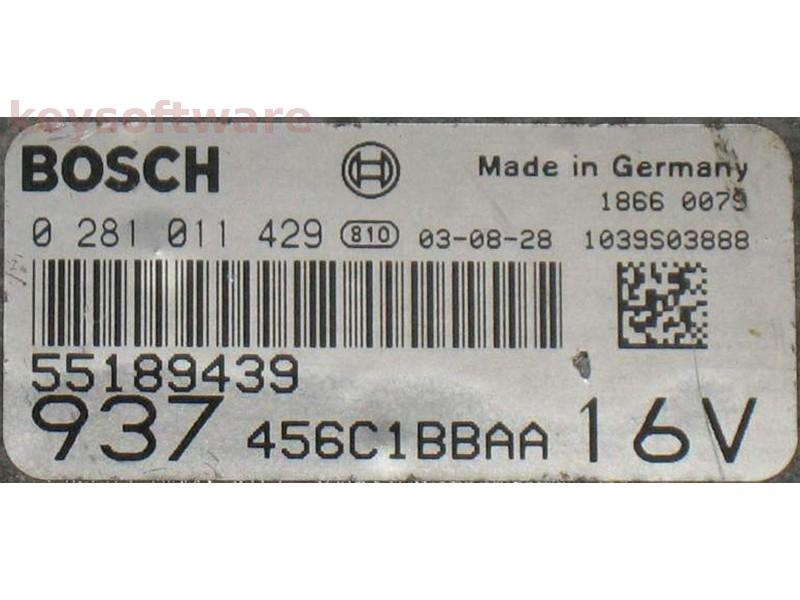 keysoftware
BOSCH Made in Germany
1866 0079
0 281 011 429 810 03-08-28 1039S03888
55189439
937 456C1BBAA 16V